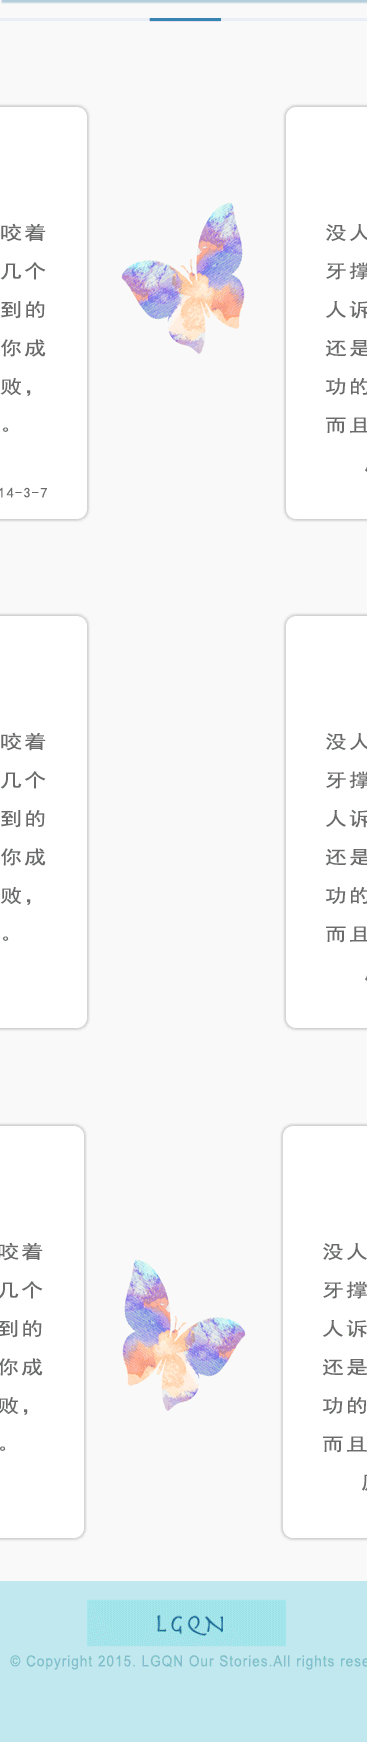 咬着
几个
到的
你成
败，
。
14-3-7
没人
牙撑
人诉
还是
功的
而且
咬着
几个
到的
你成
败，
。
没人
牙撑
人诉
还是
功的
而且
咬着
几个
到的
你成
败，
。
没人
牙撑
人诉
还是
功的
而且
LGQN
© Copyright 2015. LGQN Our Stories.All rights rese